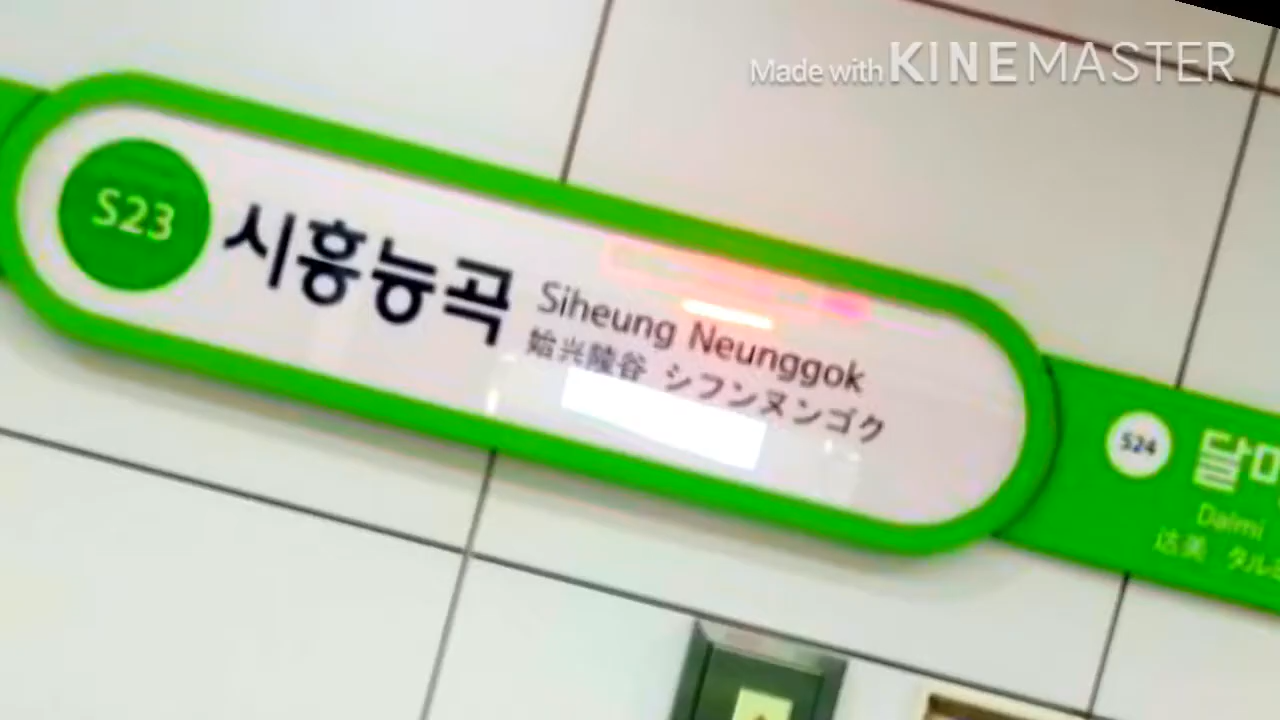 Made with KINEMASTER
S23
시흥능곡
Siheung Neunggok
始兴陵谷 シフンヌンゴク
S24
달미
Dalmi
达美 タルミ